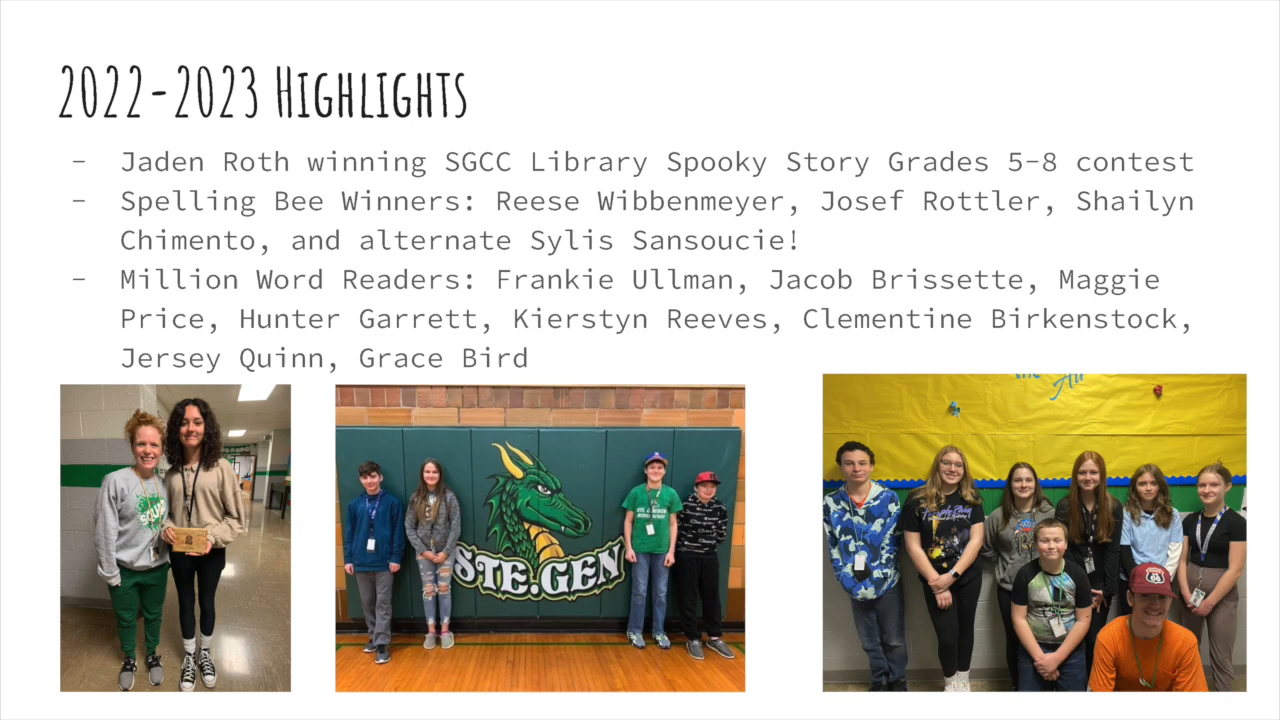 2022-2023 Highlights
- Jaden Roth winning SGCC Library Spooky Story Grades 5-8 contest
- Spelling Bee Winners: Reese Wibbenmeyer, Josef Rottler, Shailyn
Chimento, and alternate Sylis Sansoucie!
- Million Word Readers: Frankie Ullman, Jacob Brissette, Maggie
Price, Hunter Garrett, Kierstyn Reeves, Clementine Birkenstock,
Jersey Quinn, Grace Bird
STE.GEN
Air
66